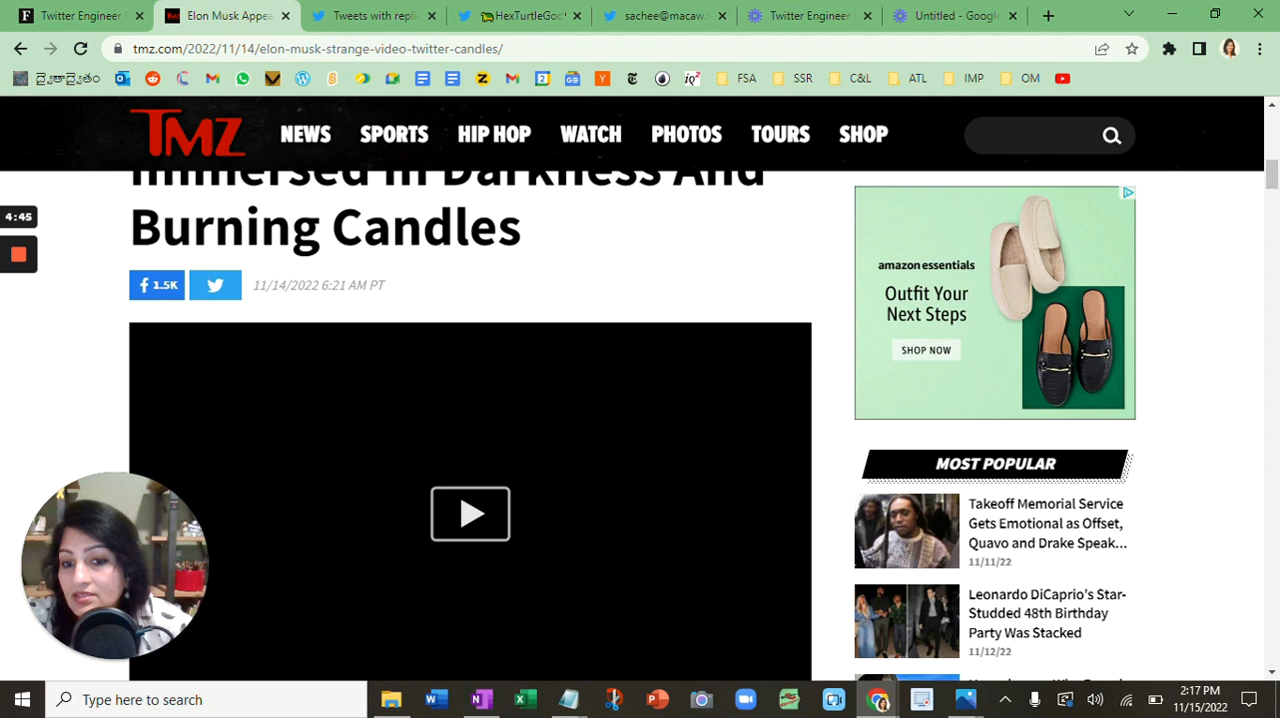 Twitter Engineer
Elon Musk Appea
Tweets with repli
HexTurtleGod
sachee@macaw.s
Twitter Engineer
Untitled - Google
tmz.com/2022/11/14/elon-musk-strange-video-twitter-candles/
FSA
SSR
C&L
ATL
IMP
OM
TMZ
NEWS
SPORTS
HIP HOP
WATCH
PHOTOS
TOURS
SHOP
Immersed In Darkness And
Burning Candles
1.5K
11/14/2022 6:21 AM PT
4:45
amazon essentials
Outfit Your
Next Steps
SHOP NOW
MOST POPULAR
Takeoff Memorial Service
Gets Emotional as Offset,
Quavo and Drake Speak...
11/11/22
Leonardo DiCaprio's Star-
Studded 48th Birthday
Party Was Stacked
11/12/22
Type here to search
2:17 PM
11/15/2022